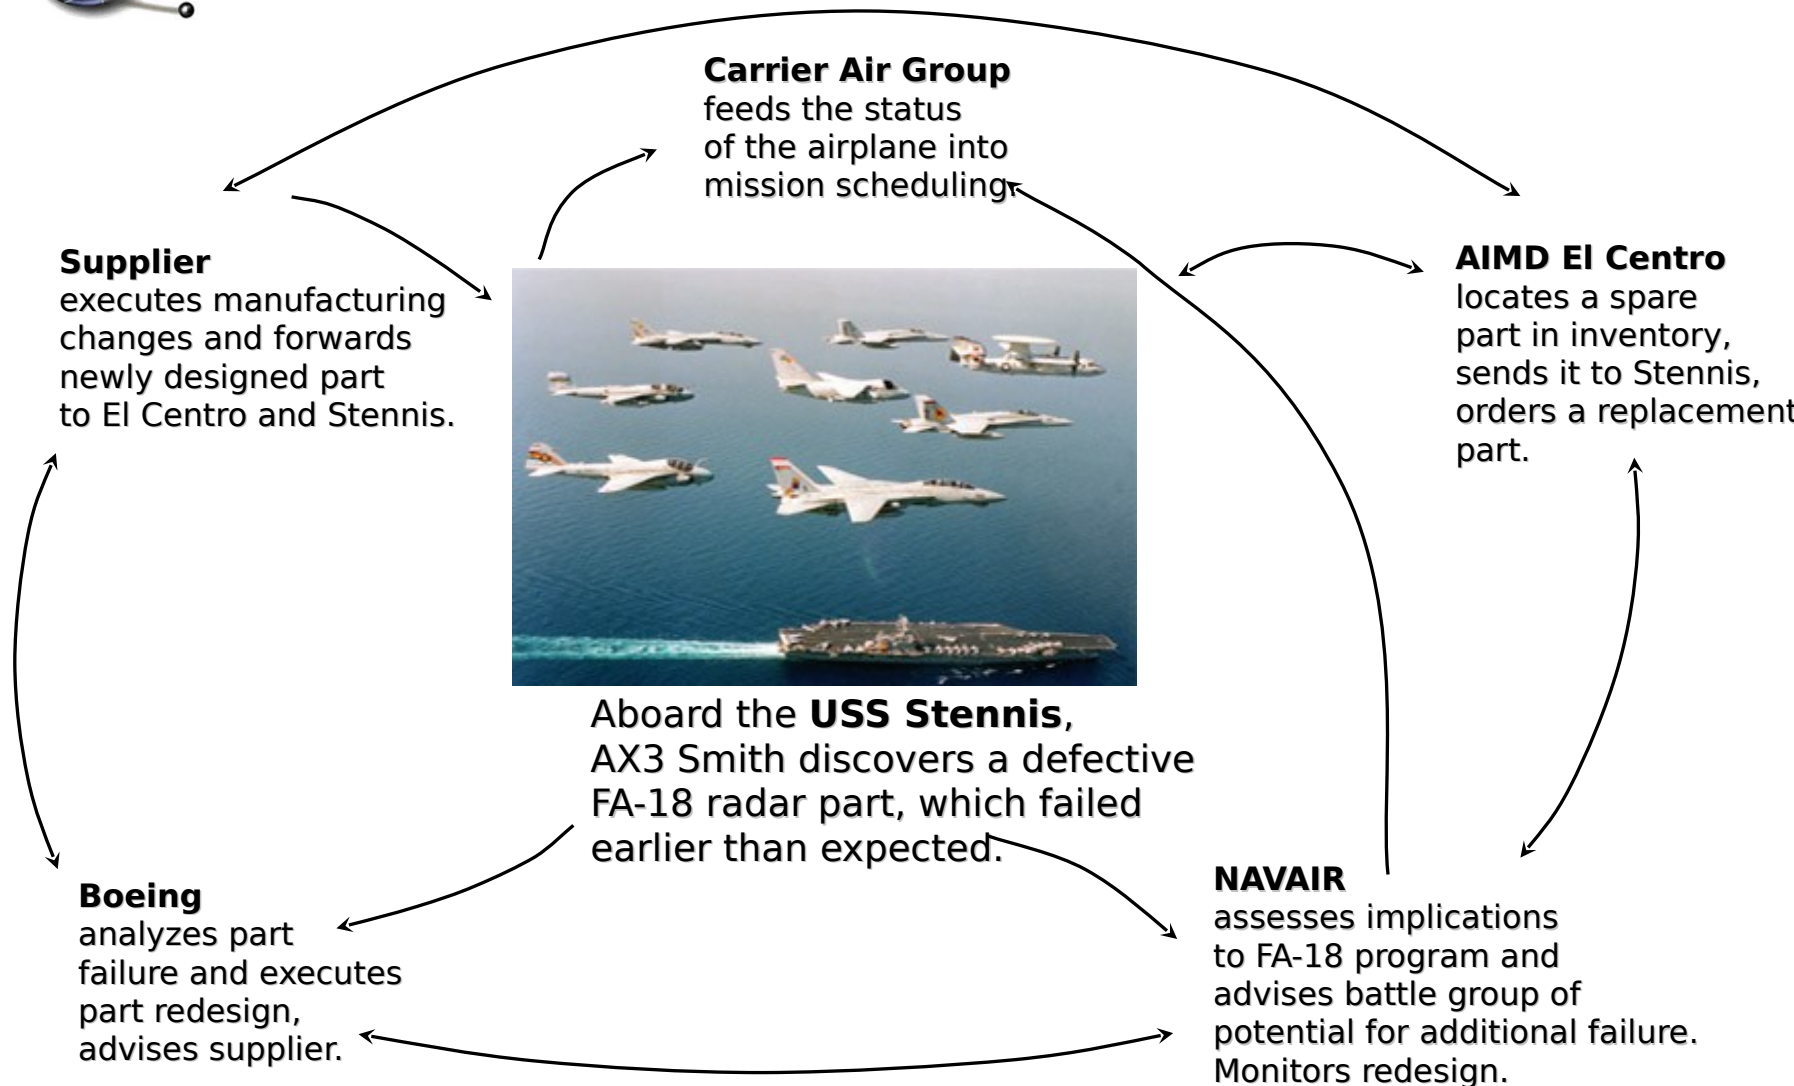 Carrier Air Group
feeds the status
of the airplane into
mission scheduling.
Supplier
executes manufacturing
changes and forwards
newly designed part
to El Centro and Stennis.
AIMD El Centro
locates a spare
part in inventory,
sends it to Stennis,
orders a replacement
part.
Aboard the USS Stennis,
AX3 Smith discovers a defective
FA-18 radar part, which failed
earlier than expected.
Boeing
analyzes part
failure and executes
part redesign,
advises supplier.
NAVAIR
assesses implications
to FA-18 program and
advises battle group of
potential for additional failure.
Monitors redesign.